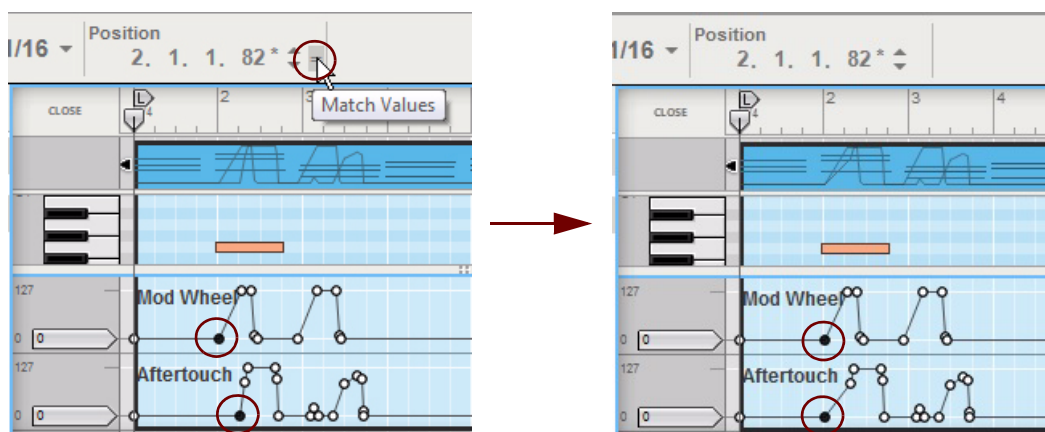 1/16
Position
2. 1. 1. 82 *
=
Match Values
CLOSE
L
4
2
3
127
Mod Wheel
0
0
127
Aftertouch
0
0
1/16
Position
2. 1. 1. 82 *
CLOSE
L
4
2
3
4
127
Mod Wheel
0
0
127
Aftertouch
0
0